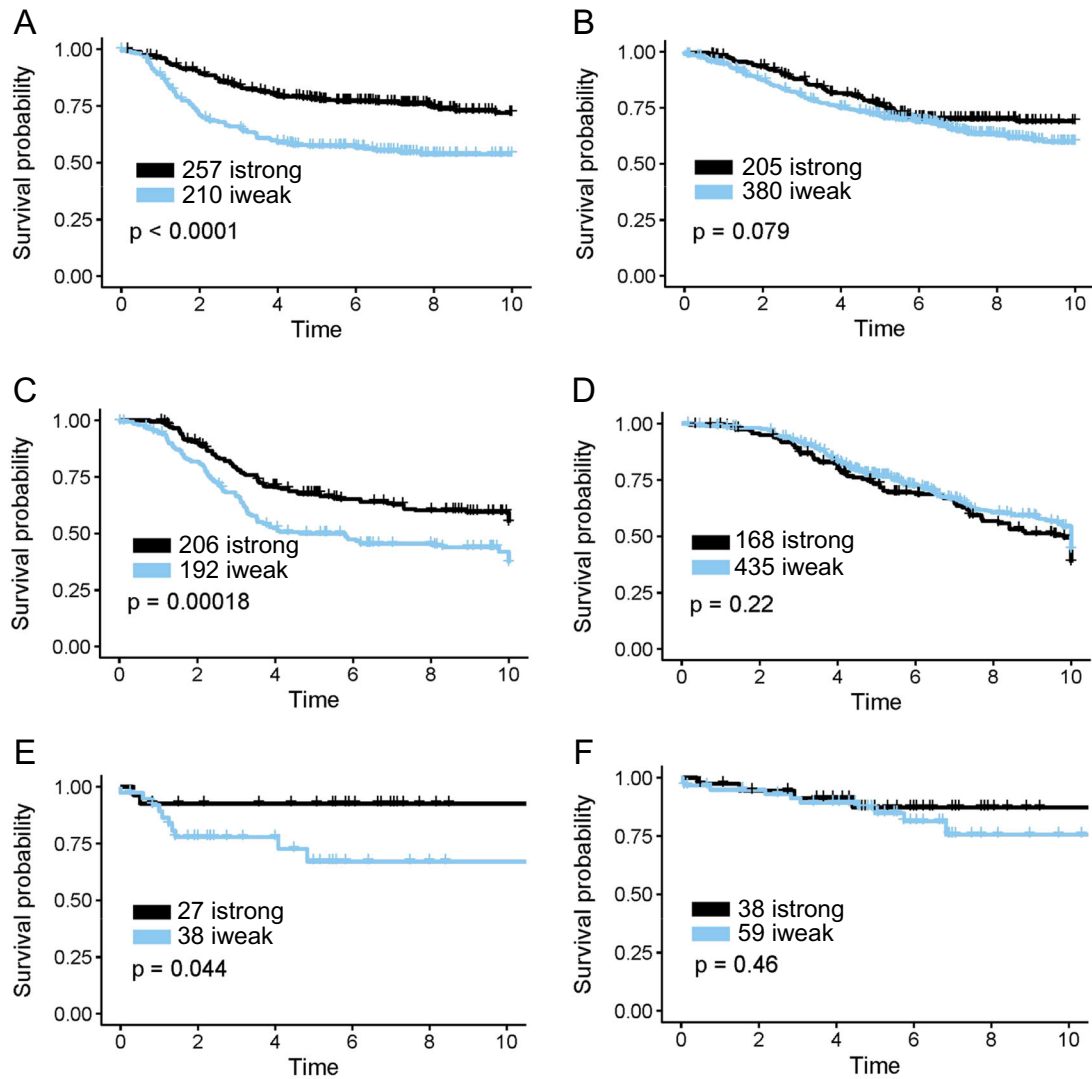 A
Survival probability
1.00
0.75
0.50
0.25
0.00
257 istrong
210 iweak
p < 0.0001
0 2 4 6 8 10
Time
B
Survival probability
1.00
0.75
0.50
0.25
0.00
205 istrong
380 iweak
p = 0.079
0 2 4 6 8 10
Time
C
Survival probability
1.00
0.75
0.50
0.25
0.00
206 istrong
192 iweak
p = 0.00018
0 2 4 6 8 10
Time
D
Survival probability
1.00
0.75
0.50
0.25
0.00
168 istrong
435 iweak
p = 0.22
0 2 4 6 8 10
Time
E
Survival probability
1.00
0.75
0.50
0.25
0.00
27 istrong
38 iweak
p = 0.044
0 2 4 6 8 10
Time
F
Survival probability
1.00
0.75
0.50
0.25
0.00
38 istrong
59 iweak
p = 0.46
0 2 4 6 8 10
Time